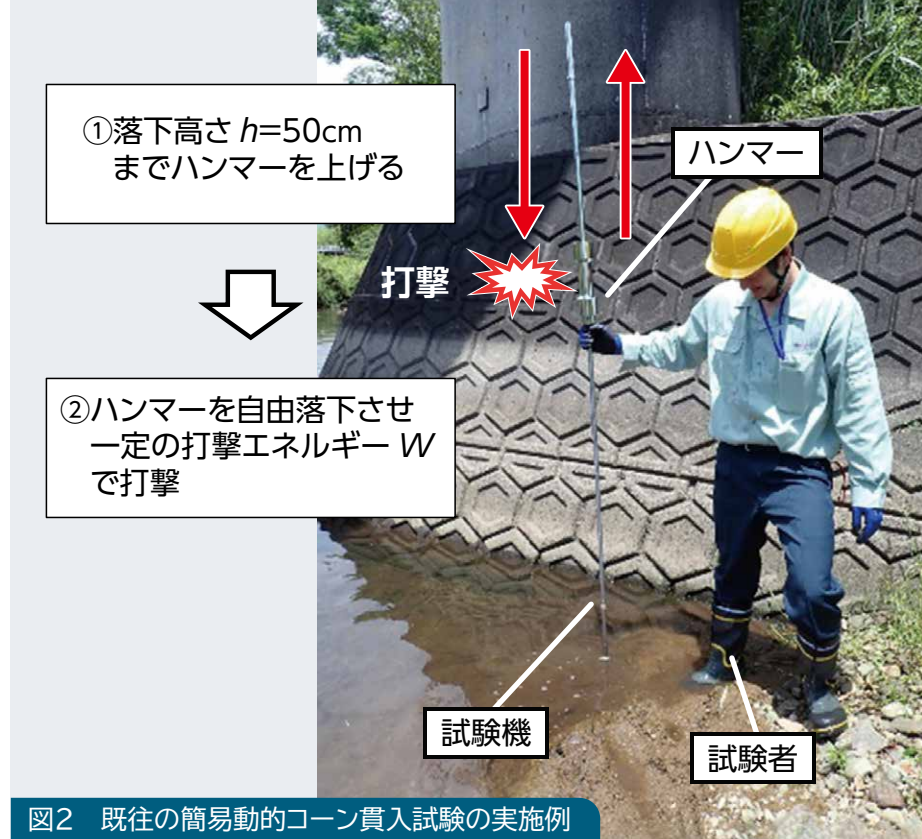 ①落下高さ h=50cm
までハンマーを上げる
ハンマー
打撃
②ハンマーを自由落下させ
一定の打撃エネルギー W
で打撃
試験機
試験者
図2 既往の簡易動的コーン貫入試験の実施例